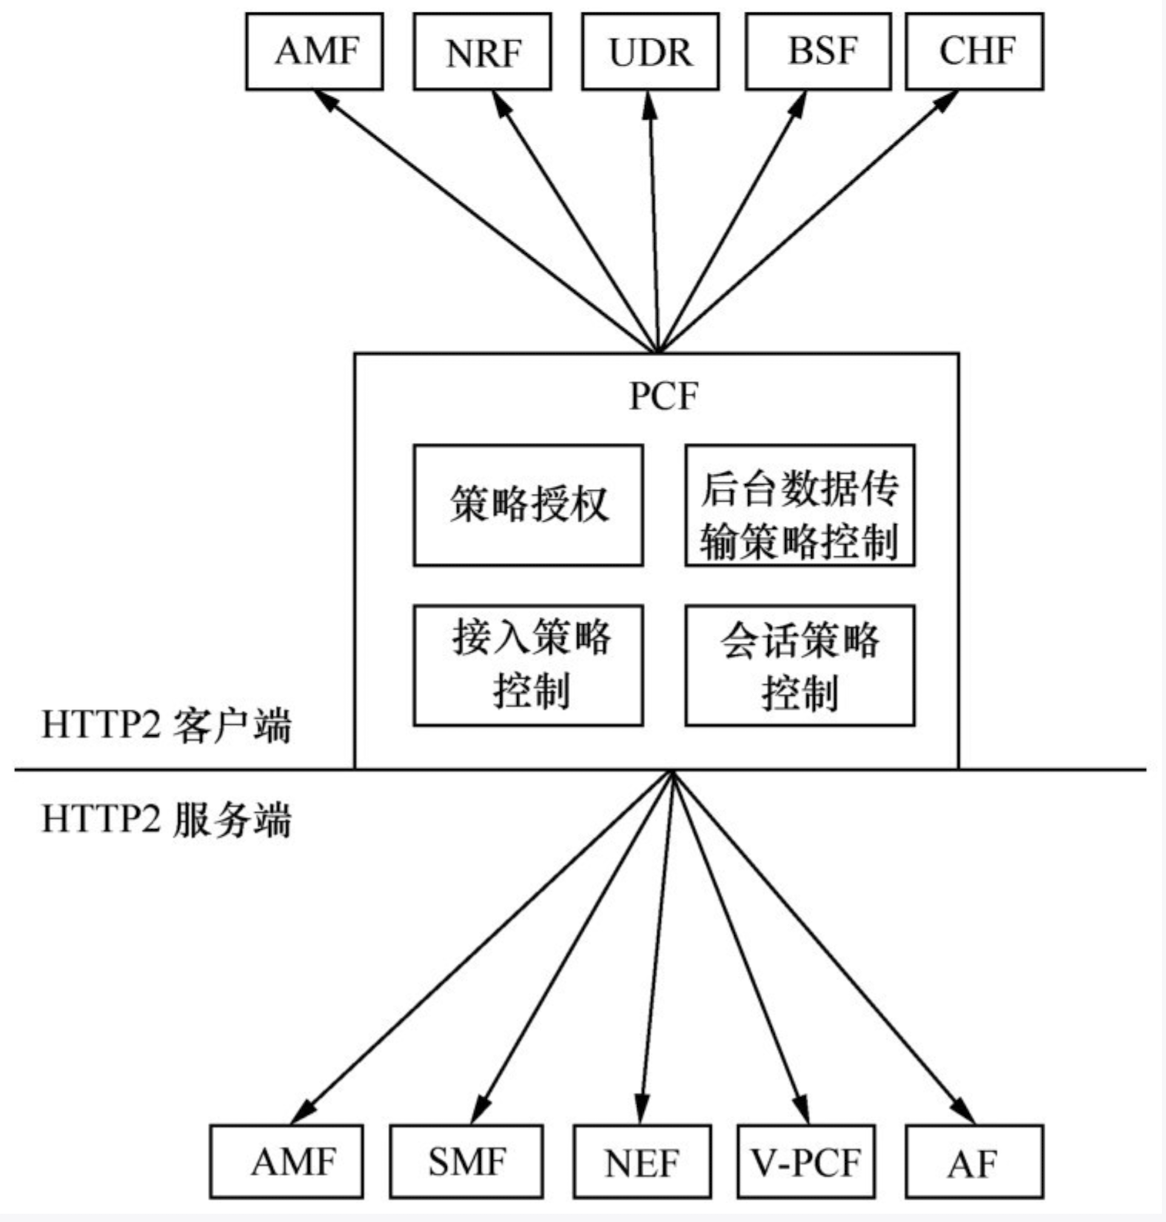 AMF
NRF
UDR
BSF
CHF
PCF
策略授权
后台数据传
输策略控制
接入策略
控制
会话策略
控制
HTTP2 客户端
HTTP2 服务端
AMF
SMF
NEF
V-PCF
AF